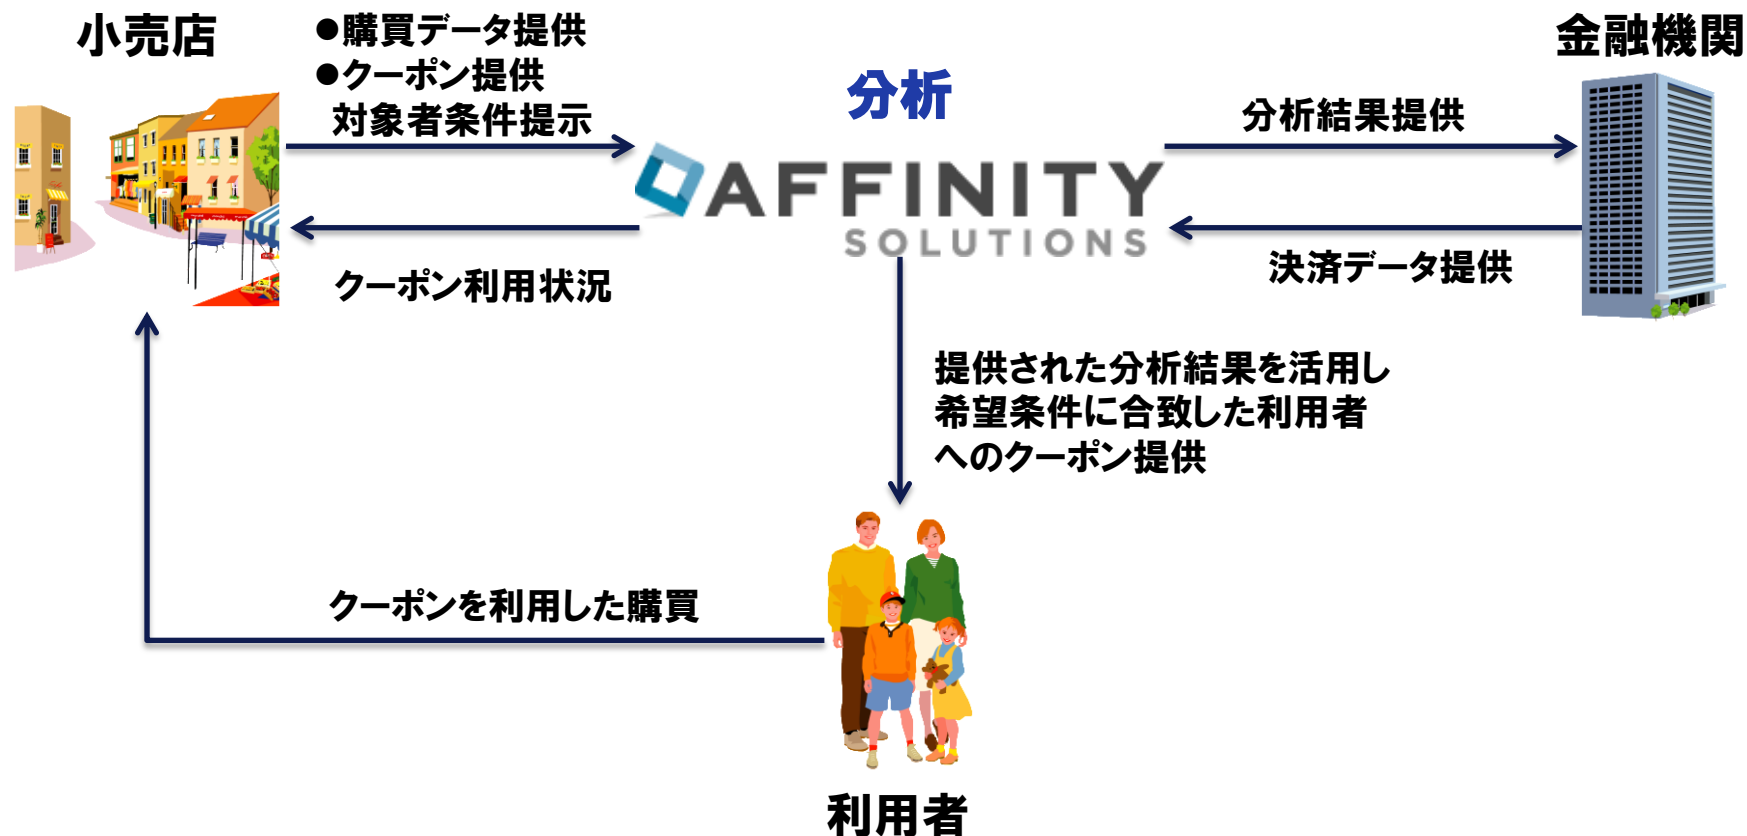 小売店
●購買データ提供
●クーポン提供
対象者条件提示
分析
金融機関
分析結果提供
AFFINITY
SOLUTIONS
クーポン利用状況
決済データ提供
提供された分析結果を活用し
希望条件に合致した利用者
へのクーポン提供
クーポンを利用した購買
利用者